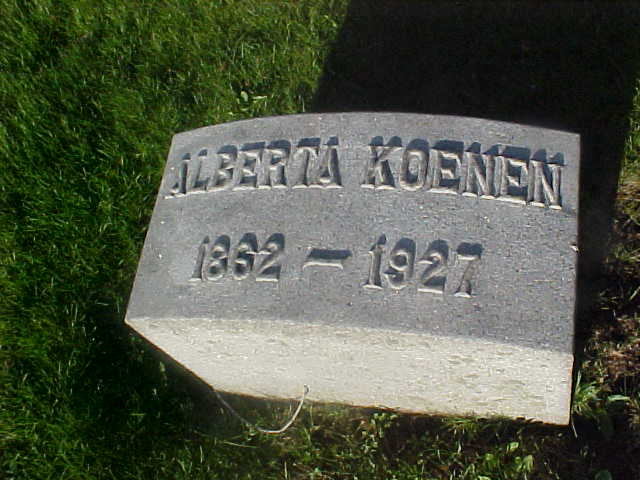 ALBERTA KOENEN
1862 — 1927